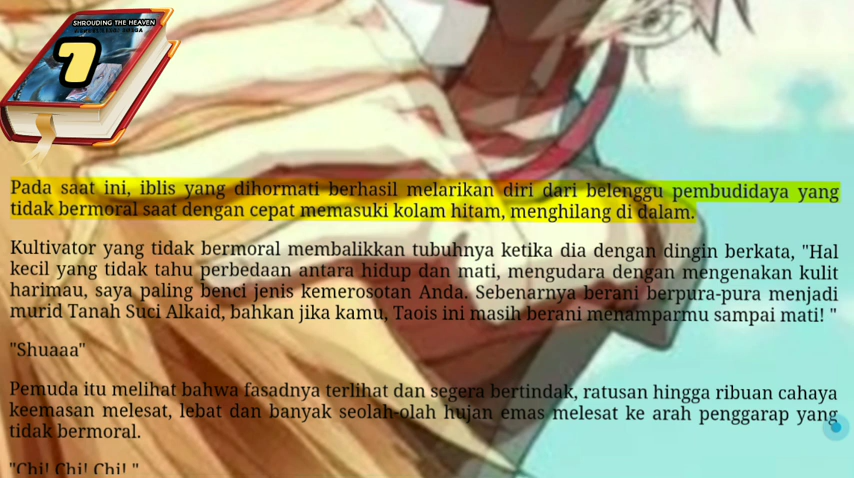 SHROUDING THE HEAVEN
7
Pada saat ini, iblis yang dihormati berhasil melarikan diri dari belenggu pembudidaya yang
tidak bermoral saat dengan cepat memasuki kolam hitam, menghilang di dalam.
Kultivator yang tidak bermoral membalikkan tubuhnya ketika dia dengan dingin berkata, "Hal
kecil yang tidak tahu perbedaan antara hidup dan mati, mengudara dengan mengenakan kulit
harimau, saya paling benci jenis kemerosotan Anda. Sebenarnya berani berpura-pura menjadi
murid Tanah Suci Alkaid, bahkan jika kamu, Taois ini masih berani menamparmu sampai mati! "
"Shuaaa"
Pemuda itu melihat bahwa fasadnya terlihat dan segera bertindak, ratusan hingga ribuan cahaya
keemasan melesat, lebat dan banyak seolah-olah hujan emas melesat ke arah penggarap yang
tidak bermoral.
"Chi! Chi! Chi! "